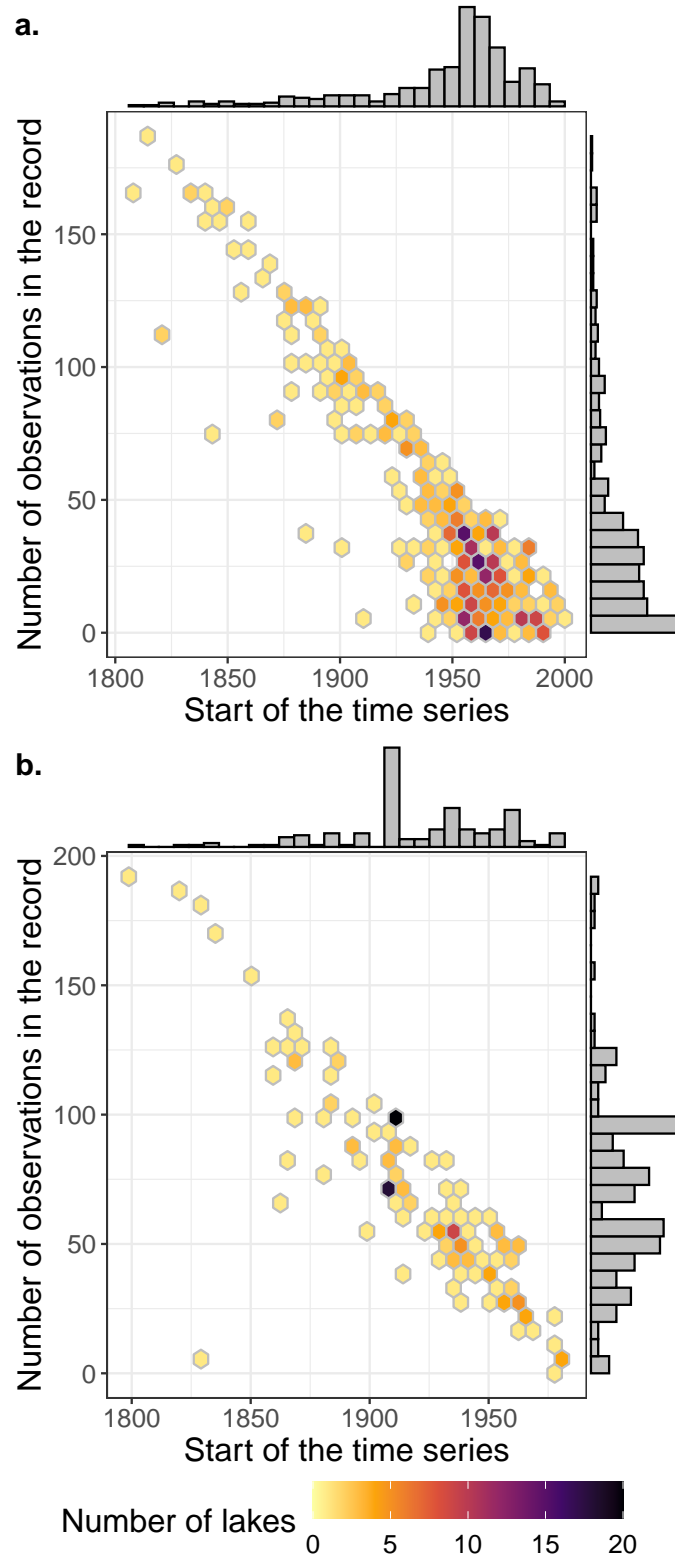 a.
Number of observations in the record
150
100
50
0
1800 1850 1900 1950 2000
Start of the time series
b.
Number of observations in the record
200
150
100
50
0
1800 1850 1900 1950
Start of the time series
Number of lakes
0 5 10 15 20